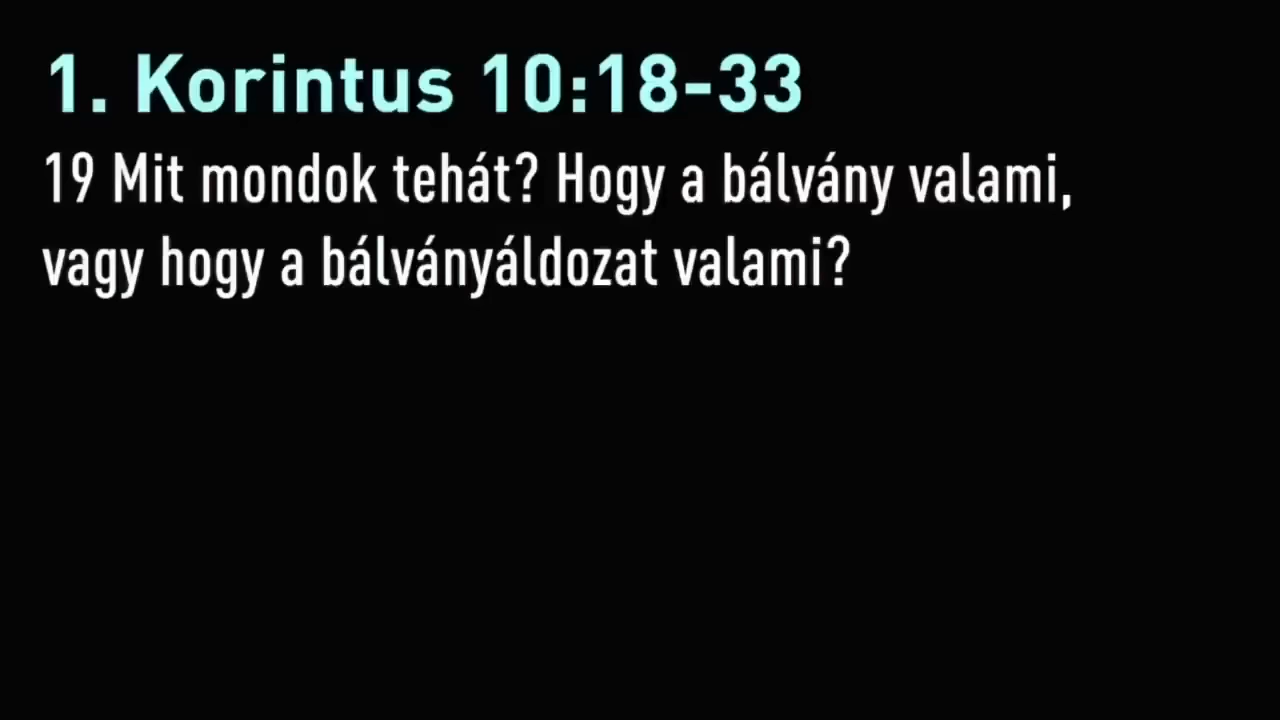 1. Korintus 10:18-33
19 Mit mondok tehát? Hogy a bálvány valami,
vagy hogy a bálványáldozat valami?